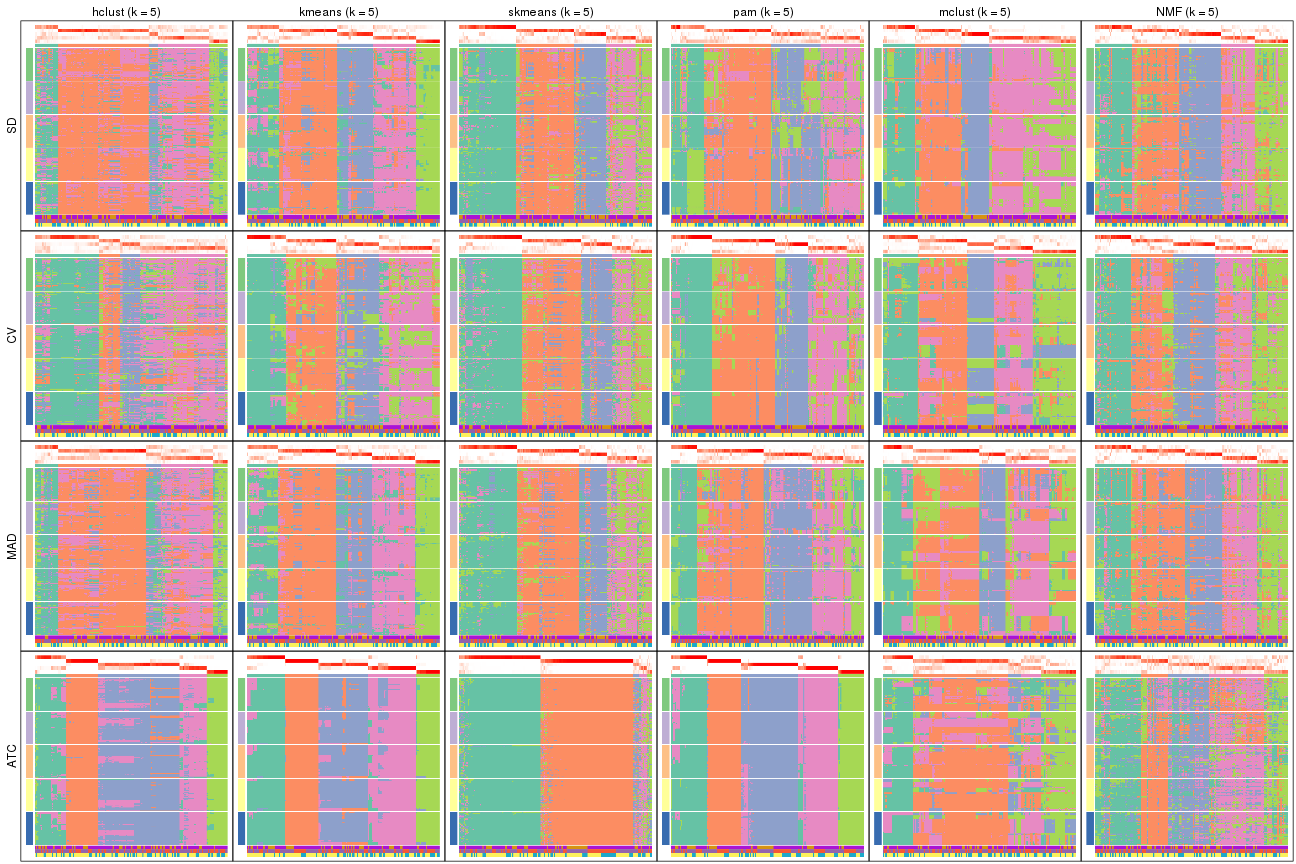 hclust (k = 5) kmeans (k = 5) skmeans (k = 5) pam (k = 5) mclust (k = 5) NMF (k = 5)
SD
CV
MAD
ATC